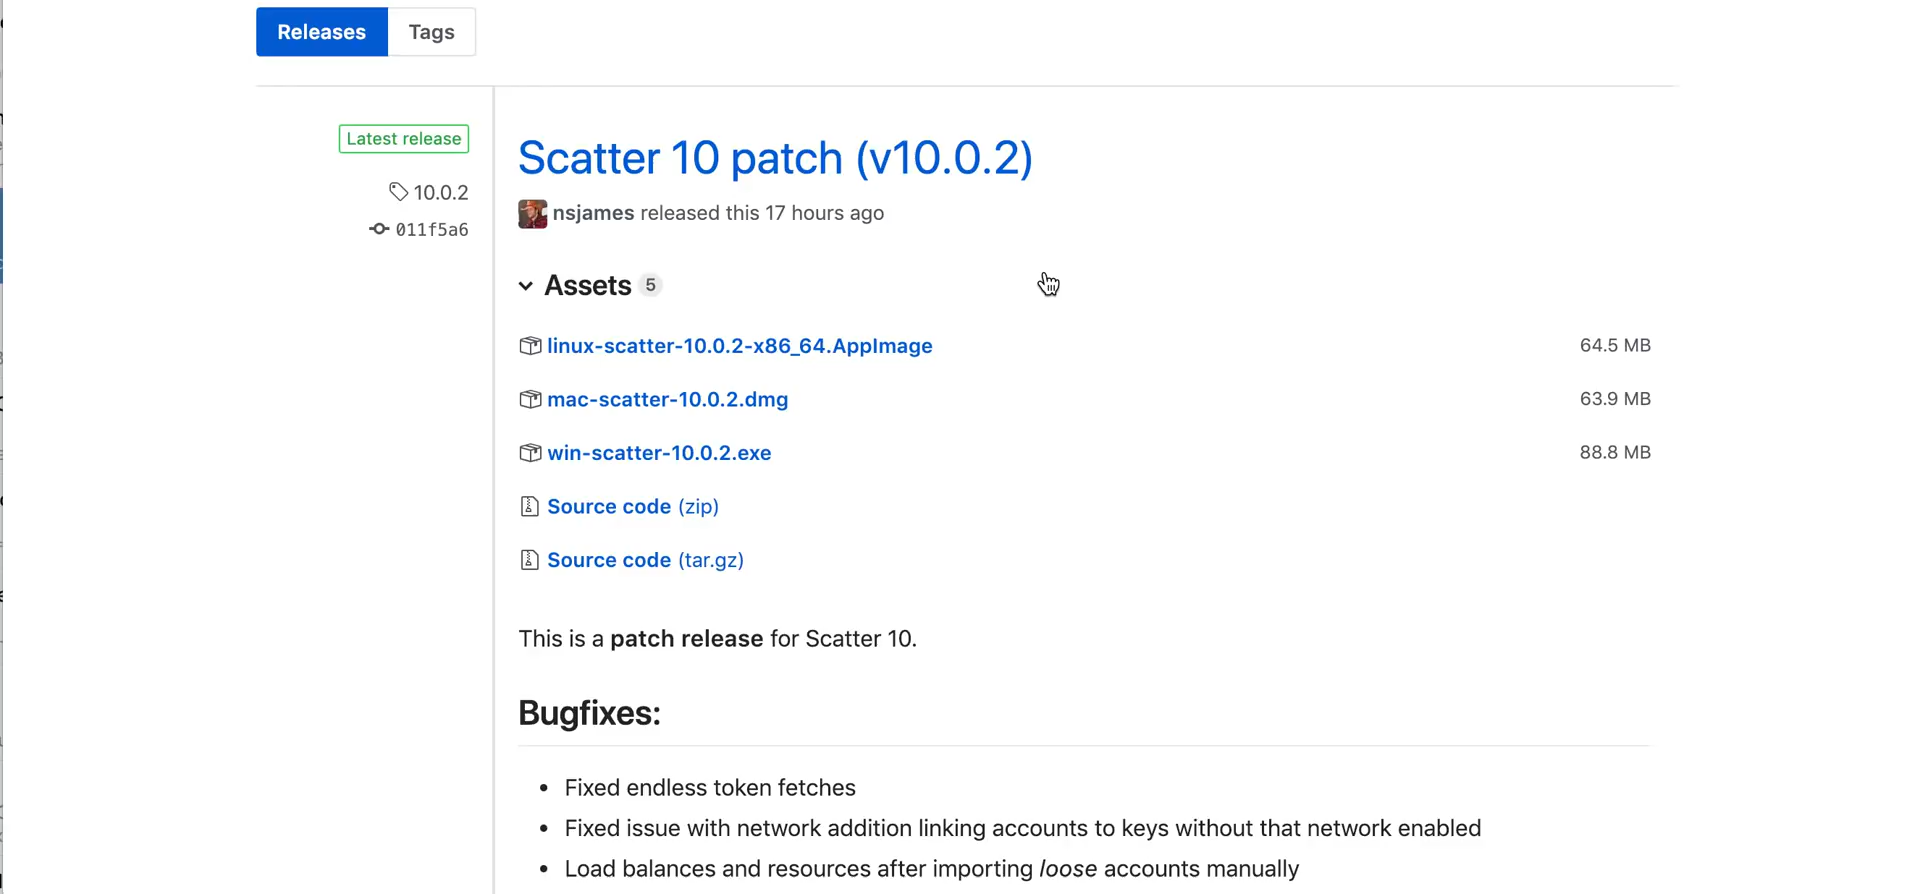 Releases
Tags
Latest release
10.0.2
011f5a6
Scatter 10 patch (v10.0.2)
nsjames released this 17 hours ago
Assets 5
linux-scatter-10.0.2-x86_64.AppImage 64.5 MB
mac-scatter-10.0.2.dmg 63.9 MB
win-scatter-10.0.2.exe 88.8 MB
Source code (zip)
Source code (tar.gz)
This is a patch release for Scatter 10.
Bugfixes:
• Fixed endless token fetches
• Fixed issue with network addition linking accounts to keys without that network enabled
• Load balances and resources after importing loose accounts manually